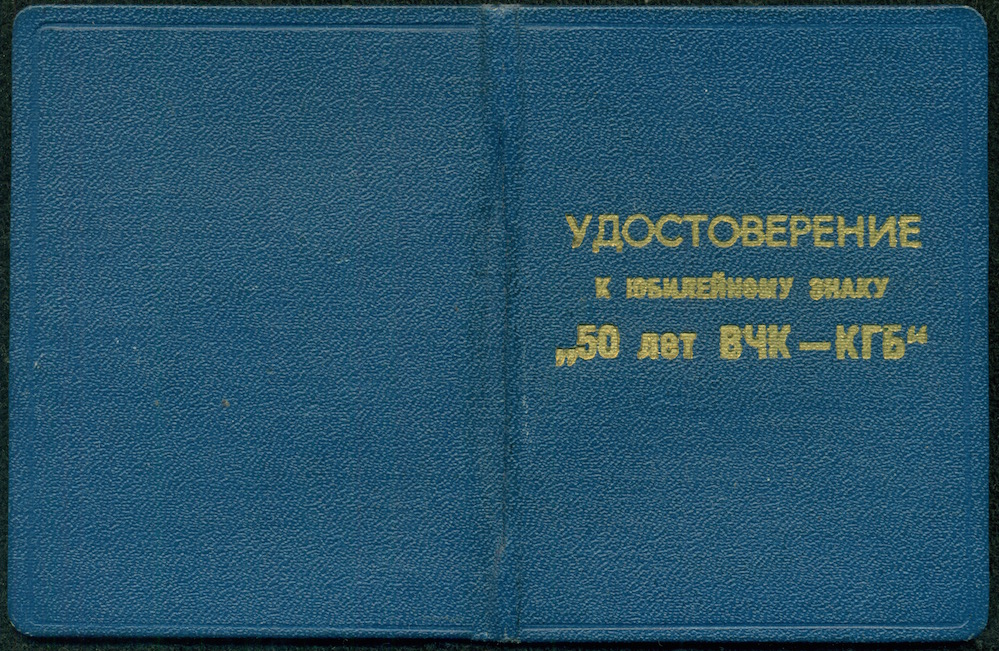 УДОСТОВЕРЕНИЕ
К ЮБИЛЕЙНОМУ ЗНАКУ
„50 лет ВЧК—КГБ“